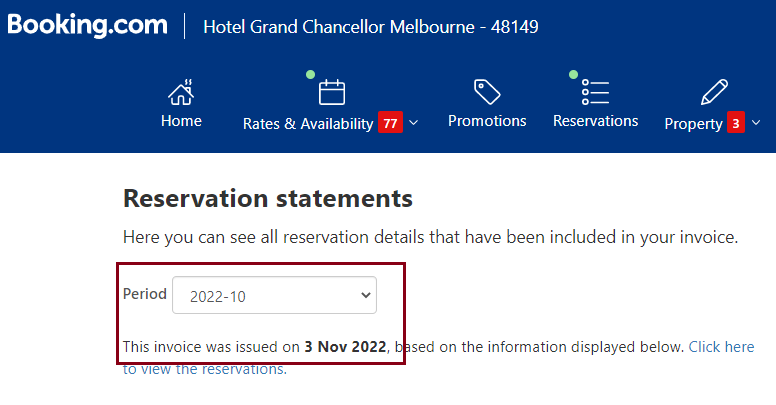 Booking.com Hotel Grand Chancellor Melbourne - 48149
Home Rates & Availability 77 Promotions Reservations Property 3
Reservation statements
Here you can see all reservation details that have been included in your invoice.
Period 2022-10
This invoice was issued on 3 Nov 2022, based on the information displayed below. Click here
to view the reservations.